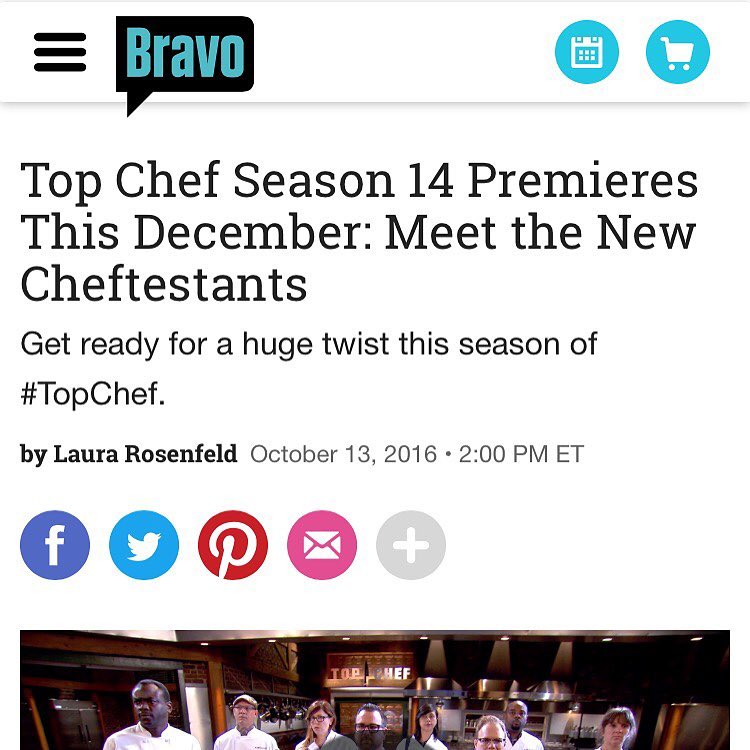 Bravo
Top Chef Season 14 Premieres
This December: Meet the New
Cheftestants
Get ready for a huge twist this season of
#TopChef.
by Laura Rosenfeld October 13, 2016 • 2:00 PM ET
TOP CHEF